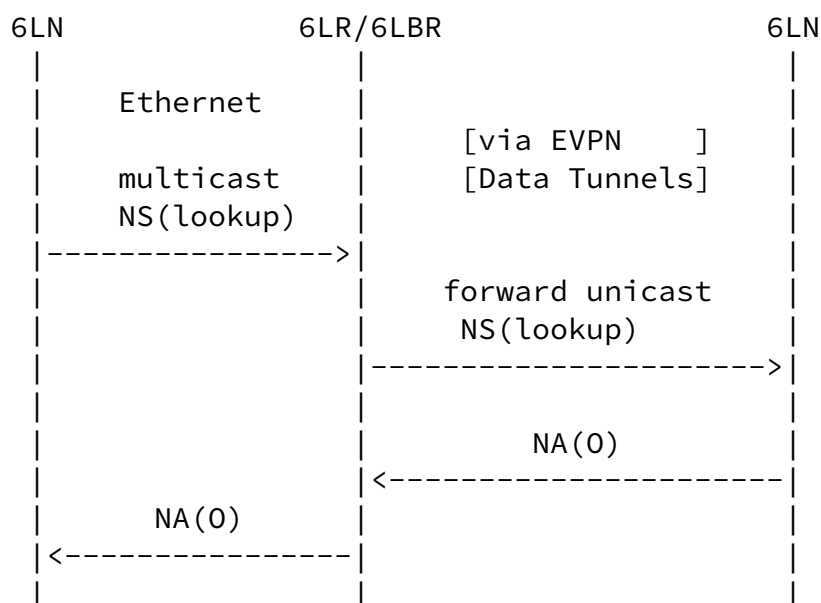 6LN 6LR/6LBR 6LN
Ethernet
[via EVPN ]
multicast [Data Tunnels]
NS(lookup)
forward unicast
NS(lookup)
NA(O)
NA(O)